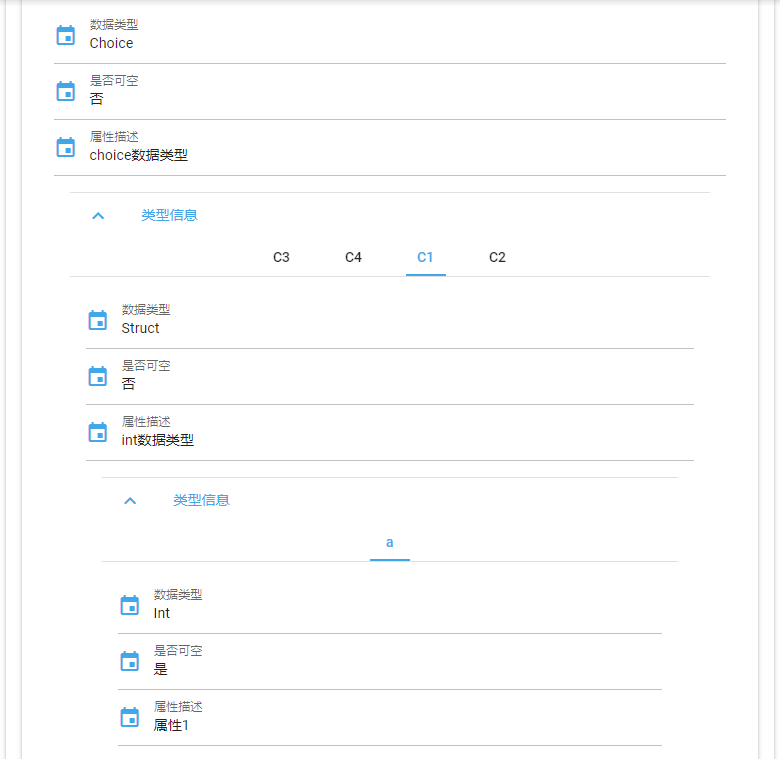 数据类型
Choice
是否可空
否
属性描述
choice数据类型
类型信息
C3 C4 C1 C2
数据类型
Struct
是否可空
否
属性描述
int数据类型
类型信息
a
数据类型
Int
是否可空
是
属性描述
属性1